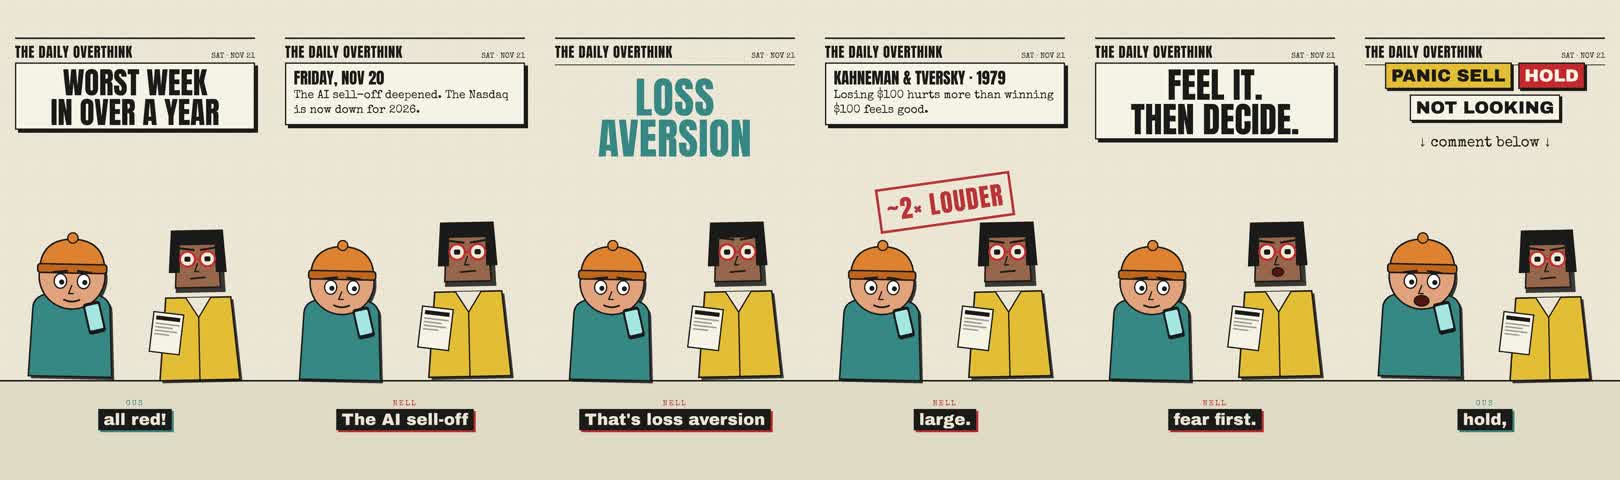 THE DAILY OVERTHINK
SAT · NOV 21
WORST WEEK
IN OVER A YEAR
GUS
all red!
THE DAILY OVERTHINK
SAT · NOV 21
FRIDAY, NOV 20
The AI sell-off deepened. The Nasdaq
is now down for 2026.
NELL
The AI sell-off
THE DAILY OVERTHINK
SAT · NOV 21
LOSS
AVERSION
NELL
That's loss aversion
THE DAILY OVERTHINK
SAT · NOV 21
KAHNEMAN & TVERSKY · 1979
Losing $100 hurts more than winning
$100 feels good.
~2× LOUDER
NELL
large.
THE DAILY OVERTHINK
SAT · NOV 21
FEEL IT.
THEN DECIDE.
NELL
fear first.
THE DAILY OVERTHINK
SAT · NOV 21
PANIC SELL HOLD
NOT LOOKING
↓ comment below ↓
GUS
hold,